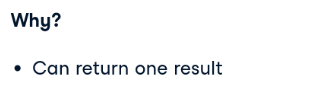 Why?
• Can return one result